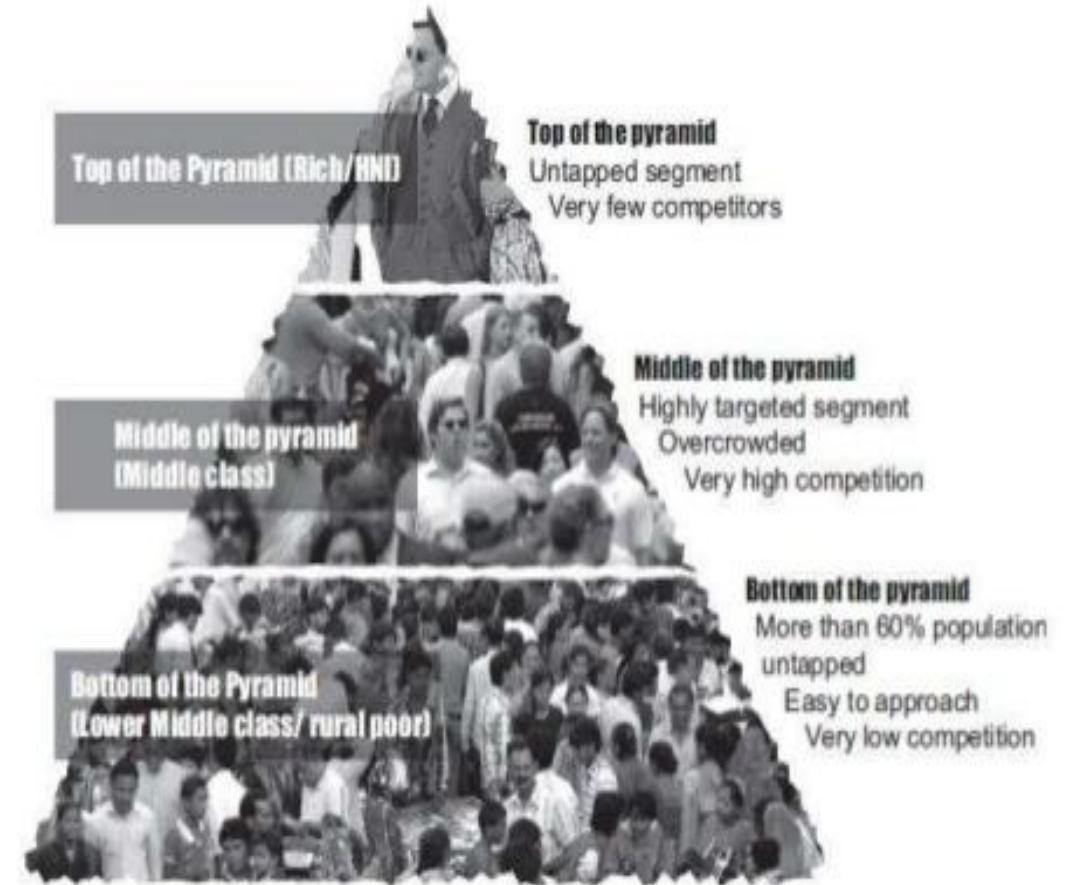 Top of the Pyramid (Rich/HNI)
Top of the pyramid
Untapped segment
Very few competitors
Middle of the pyramid
(Middle class)
Middle of the pyramid
Highly targeted segment
Overcrowded
Very high competition
Bottom of the Pyramid
(Lower Middle class/ rural poor)
Bottom of the pyramid
More than 60% population
untapped
Easy to approach
Very low competition